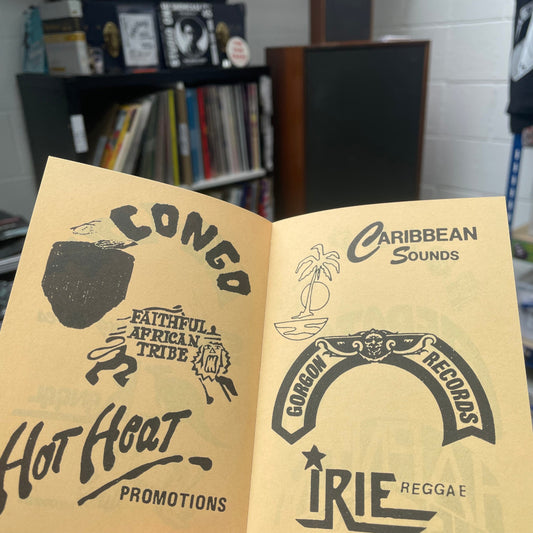 CONGO
FAITHFUL
AFRICAN
TRIBE
HOT HEAT
PROMOTIONS
CARIBBEAN
SOUNDS
GORGON RECORDS
IRIE REGGAE